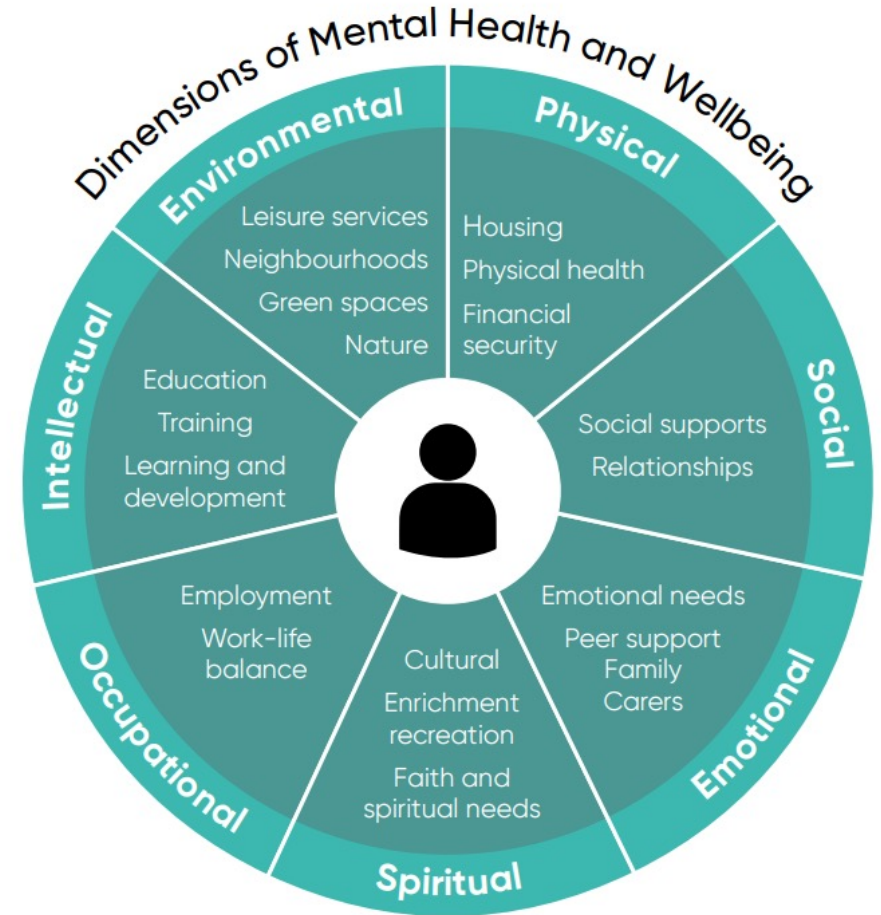 Dimensions of Mental Health and Wellbeing
Environmental
Leisure services
Neighbourhoods
Green spaces
Nature
Physical
Housing
Physical health
Financial
security
Social
Social supports
Relationships
Emotional
Emotional needs
Peer support
Family
Carers
Spiritual
Cultural
Enrichment
recreation
Faith and
spiritual needs
Occupational
Employment
Work-life
balance
Intellectual
Education
Training
Learning and
development